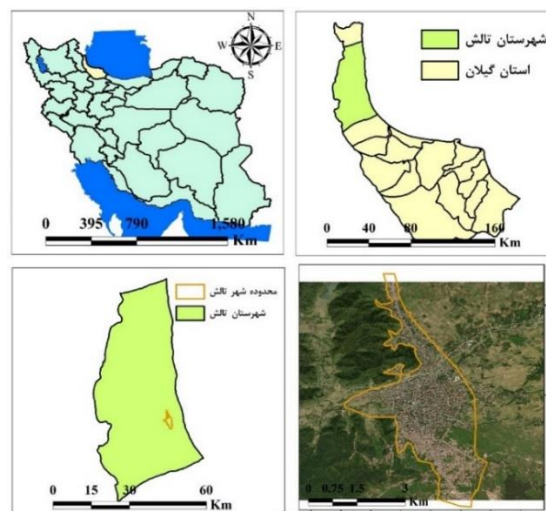 N
W E
S
0 395 790 1,580
Km
شهرستان تالش
استان گیلان
0 40 80 160
Km
محدوده شهر تالش
شهرستان تالش
0 15 30 60
Km
0 0.75 1.5 3
Km